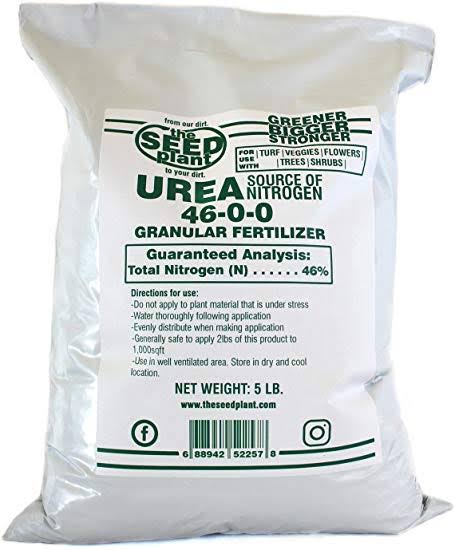 from our dirt.
the
SEED
plant
to your dirt.
GREENER
BIGGER
STRONGER
FOR USE WITH | TURF | VEGGIES | FLOWERS | TREES | SHRUBS |
UREA SOURCE OF NITROGEN
46-0-0
GRANULAR FERTILIZER
Guaranteed Analysis:
Total Nitrogen (N) . . . . . . 46%
Directions for use:
-Do not apply to plant material that is under stress
-Water thoroughly following application
-Evenly distribute when making application
-Generally safe to apply 2lbs of this product to
1,000sqft
-Use in well ventilated area. Store in dry and cool
location.
NET WEIGHT: 5 LB.
www.theseedplant.com
6 88942 52257 8